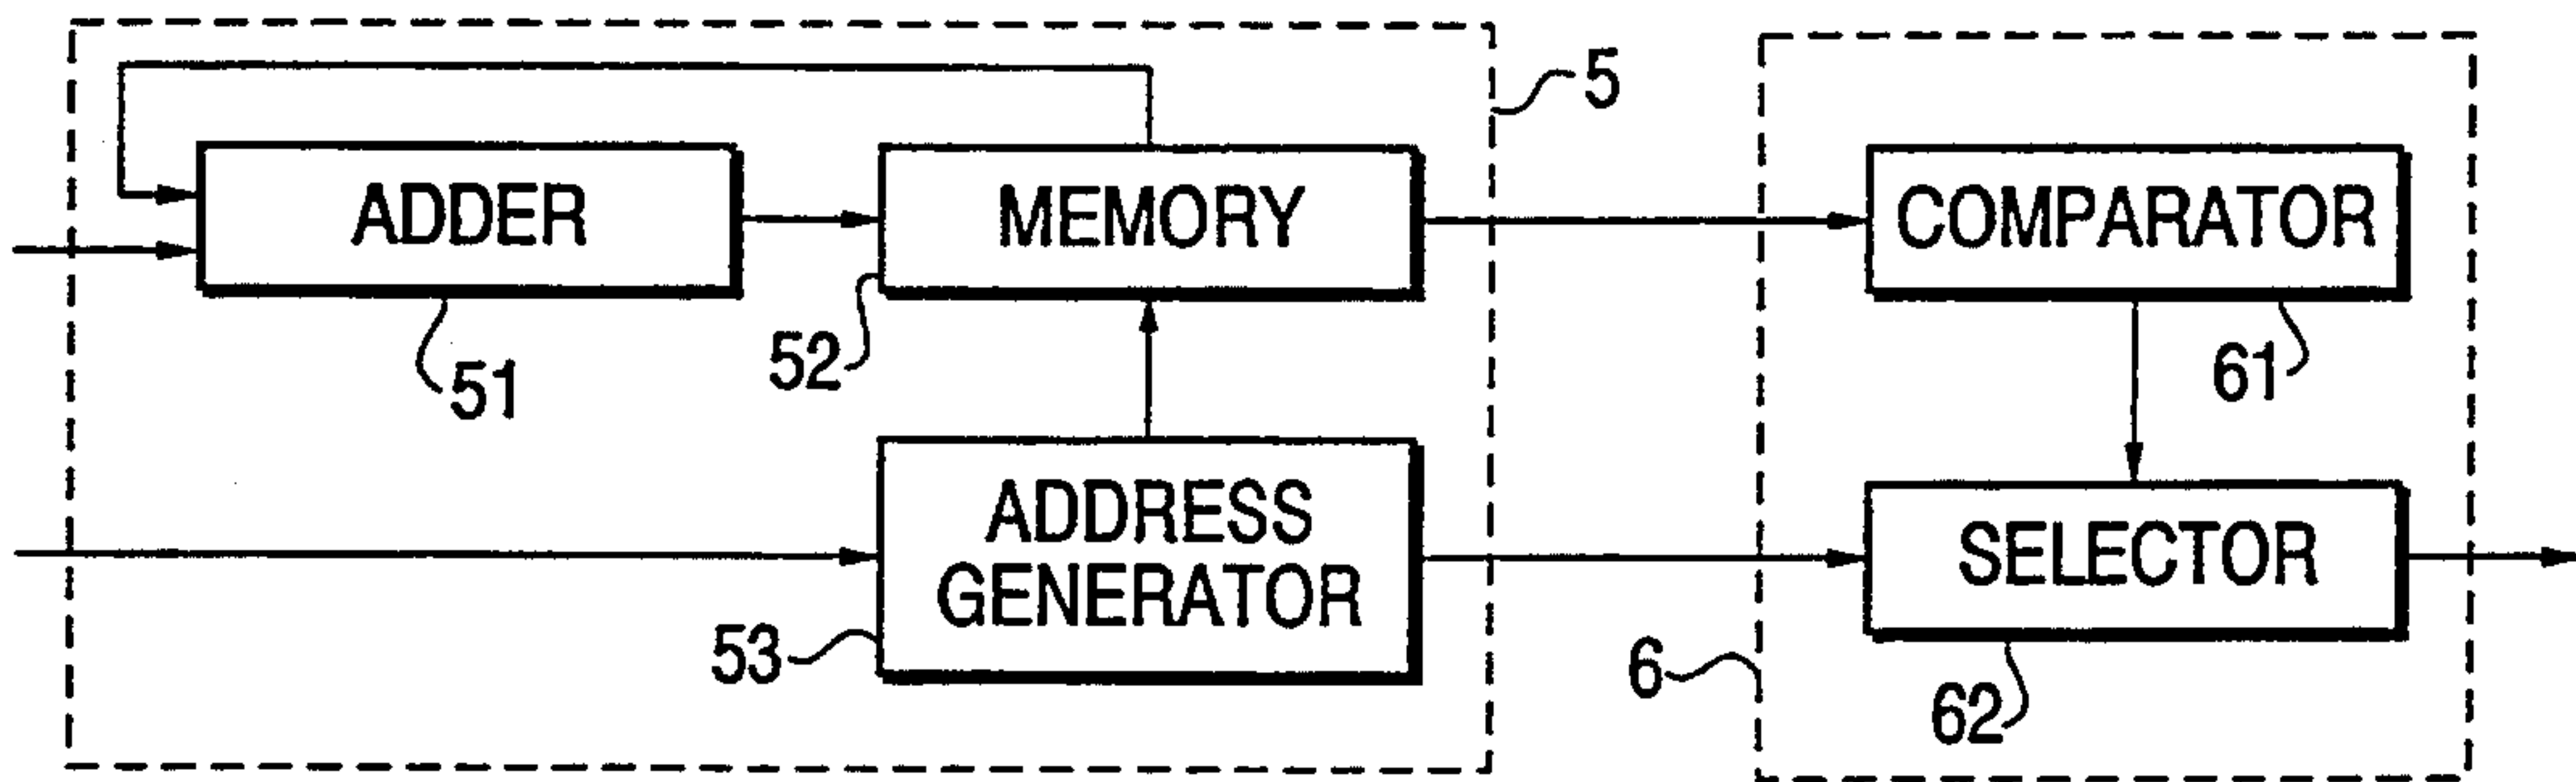 5
ADDER
MEMORY
COMPARATOR
51
52
61
ADDRESS
GENERATOR
SELECTOR
53
6
62